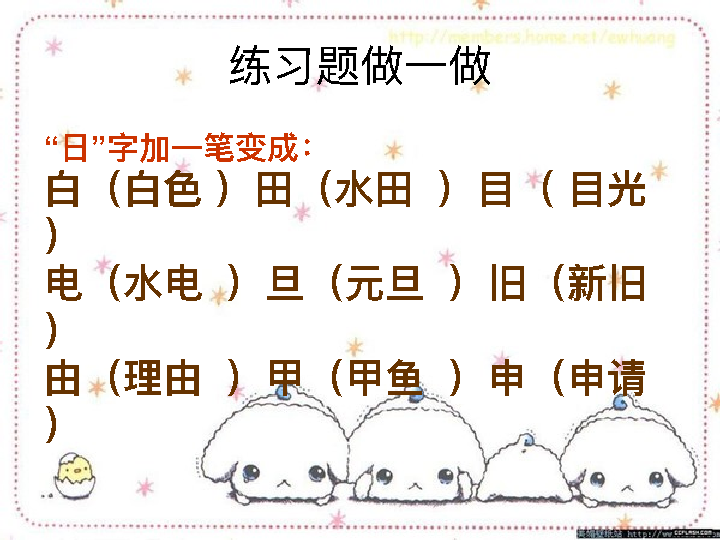 http://members.home.net/ewhuang
练习题做一做
“日”字加一笔变成：
白（白色 ）田（水田 ）目（ 目光
）
电（水电 ）旦（元旦 ）旧（新旧
）
由（理由 ）甲（甲鱼 ）申（申请
）